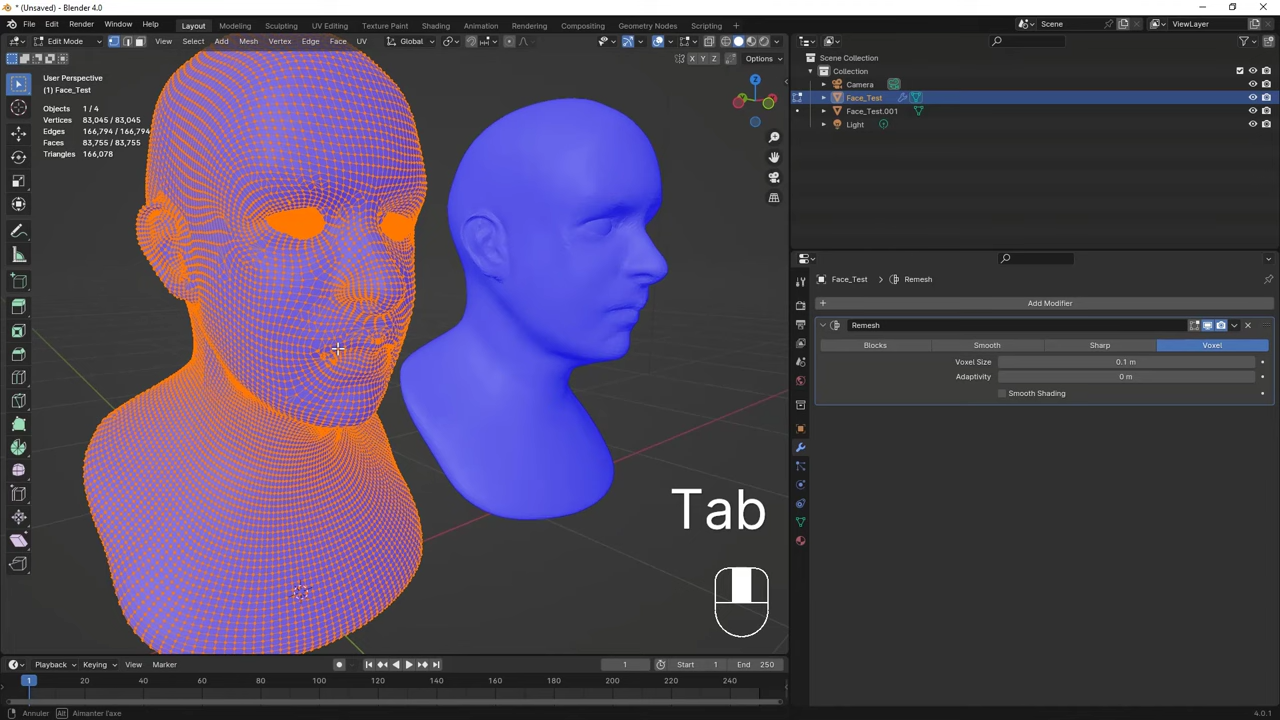 * (Unsaved) - Blender 4.0
File Edit Render Window Help Layout Modeling Sculpting UV Editing Texture Paint Shading Animation Rendering Compositing Geometry Nodes Scripting + Scene ViewLayer
Edit Mode View Select Add Mesh Vertex Edge Face UV Global
X Y Z Options
User Perspective
(1) Face_Test
Objects 1 / 4
Vertices 83,045 / 83,045
Edges 166,794 / 166,794
Faces 83,755 / 83,755
Triangles 166,078
Z
Scene Collection
Collection
Camera
Face_Test
Face_Test.001
Light
Face_Test > Remesh
+ Add Modifier
Remesh
Blocks Smooth Sharp Voxel
Voxel Size 0.1 m
Adaptivity 0 m
Smooth Shading
Tab
Playback Keying View Marker 1 Start 1 End 250
1 20 40 60 80 100 120 140 160 180 200 220 240
Annuler Alt Aimanter l'axe 4.0.1